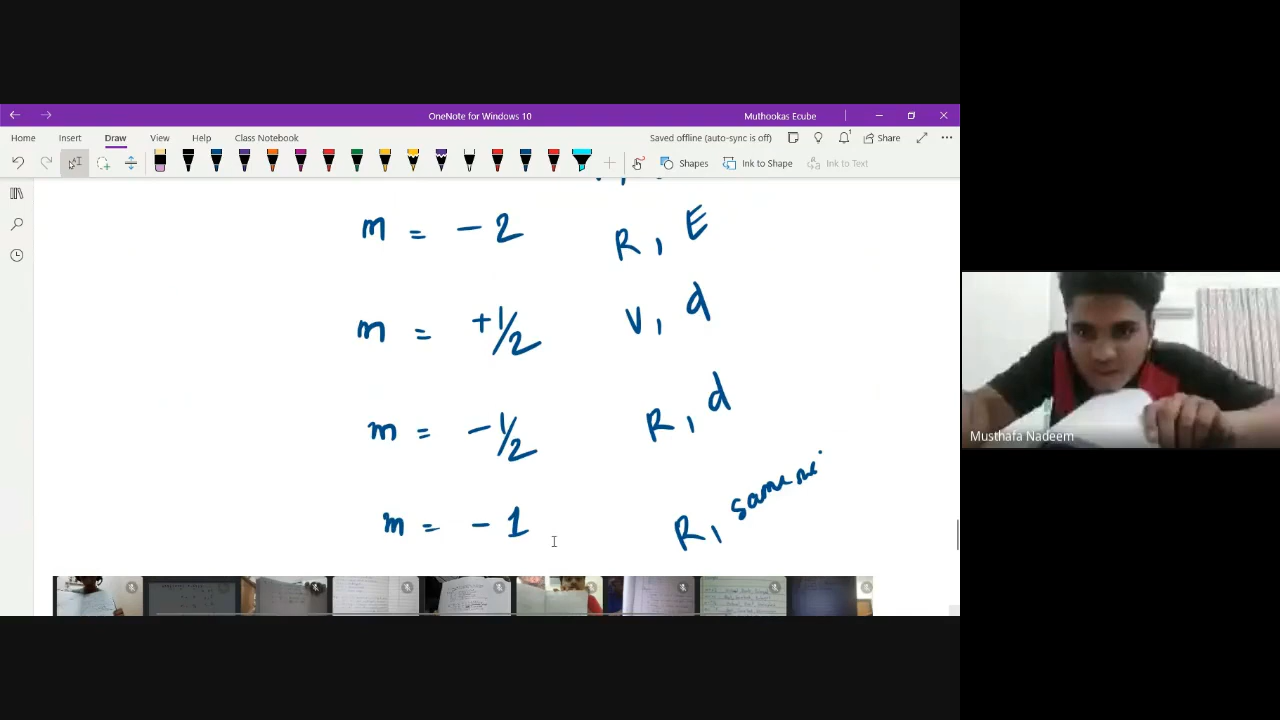 OneNote for Windows 10
Muthookas Ecube
Home Insert Draw View Help Class Notebook
Saved offline (auto-sync is off) Share
Shapes Ink to Shape Ink to Text
m = -2 R, E
m = +1/2 V, d
m = -1/2 R, d
m = -1 R, same
Musthafa Nadeem